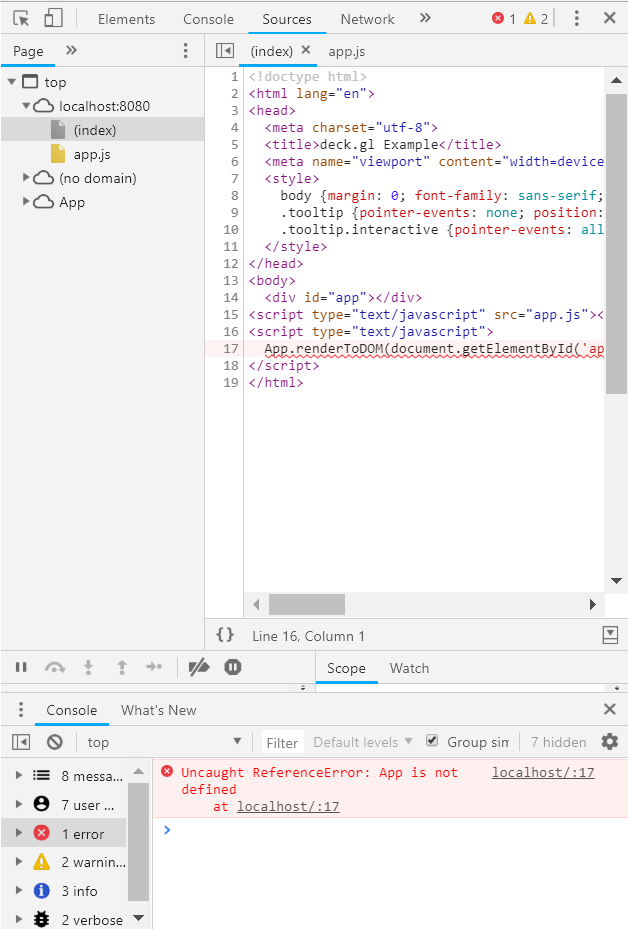 Elements Console Sources Network » 1 2
Page » (index) × app.js
top
localhost:8080
(index)
app.js
(no domain)
App
1 <!doctype html>
2 <html lang="en">
3 <head>
4 <meta charset="utf-8">
5 <title>deck.gl Example</title>
6 <meta name="viewport" content="width=device
7 <style>
8 body {margin: 0; font-family: sans-serif;
9 .tooltip {pointer-events: none; position:
10 .tooltip.interactive {pointer-events: all
11 </style>
12 </head>
13 <body>
14 <div id="app"></div>
15 <script type="text/javascript" src="app.js"><
16 <script type="text/javascript">
17 App.renderToDOM(document.getElementById('ap
18 </script>
19 </html>
{} Line 16, Column 1
Scope Watch
Console What's New
top Filter Default levels Group sim 7 hidden
8 messa...
7 user ...
1 error
2 warnin...
3 info
2 verbose
Uncaught ReferenceError: App is not localhost/:17
defined
at localhost/:17